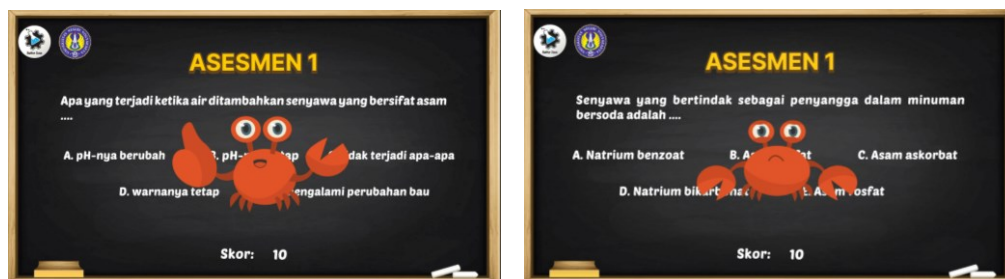 ASESMEN 1
Apa yang terjadi ketika air ditambahkan senyawa yang bersifat asam
....
A. pH-nya berubah
D. warnanya tetap
Skor: 10
ASESMEN 1
Senyawa yang bertindak sebagai penyangga dalam minuman
bersoda adalah ....
A. Natrium benzoat C. Asam askorbat
Skor: 10